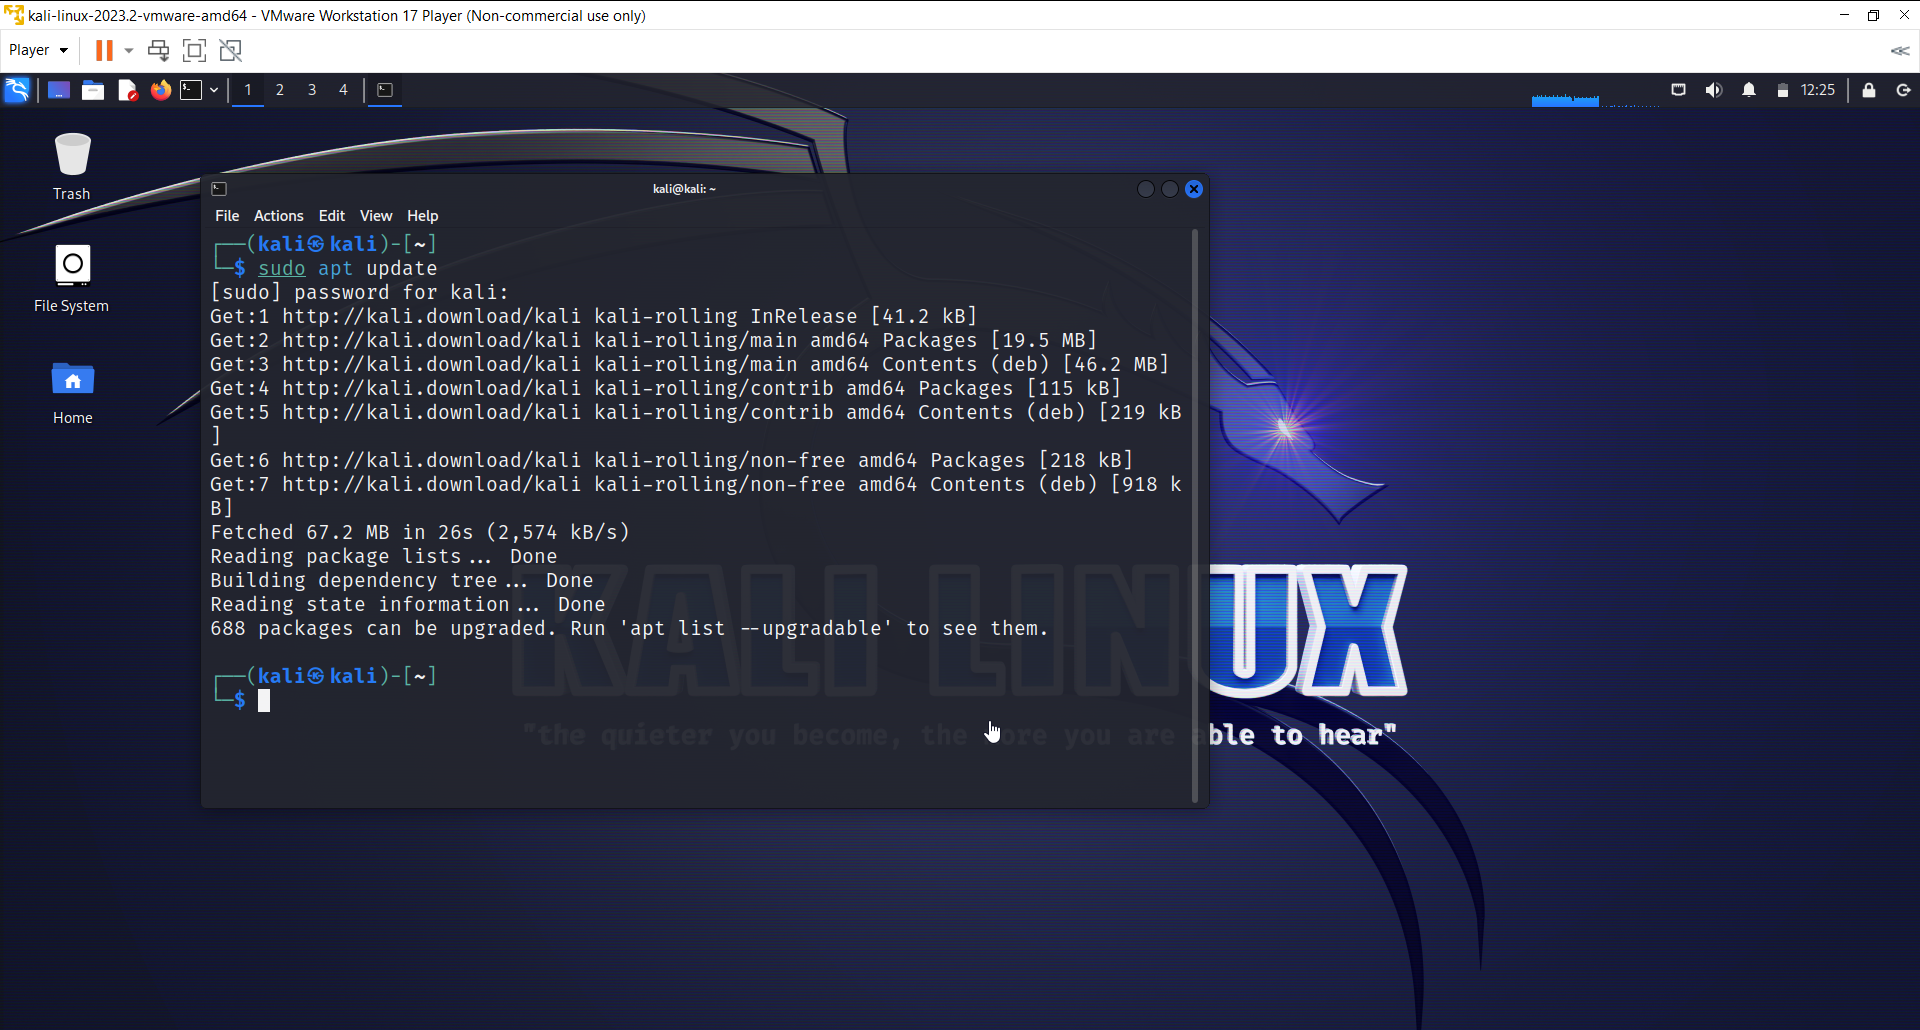 kali-linux-2023.2-vmware-amd64 - VMware Workstation 17 Player (Non-commercial use only)
Player
1 2 3 4
12:25
Trash
File System
Home
kali@kali: ~
File Actions Edit View Help
┌──(kali㉿kali)-[~]
└─$ sudo apt update
[sudo] password for kali:
Get:1 http://kali.download/kali kali-rolling InRelease [41.2 kB]
Get:2 http://kali.download/kali kali-rolling/main amd64 Packages [19.5 MB]
Get:3 http://kali.download/kali kali-rolling/main amd64 Contents (deb) [46.2 MB]
Get:4 http://kali.download/kali kali-rolling/contrib amd64 Packages [115 kB]
Get:5 http://kali.download/kali kali-rolling/contrib amd64 Contents (deb) [219 kB
]
Get:6 http://kali.download/kali kali-rolling/non-free amd64 Packages [218 kB]
Get:7 http://kali.download/kali kali-rolling/non-free amd64 Contents (deb) [918 k
B]
Fetched 67.2 MB in 26s (2,574 kB/s)
Reading package lists... Done
Building dependency tree... Done
Reading state information... Done
688 packages can be upgraded. Run 'apt list --upgradable' to see them.
┌──(kali㉿kali)-[~]
└─$
KALI LINUX
"the quieter you become, the more you are able to hear"